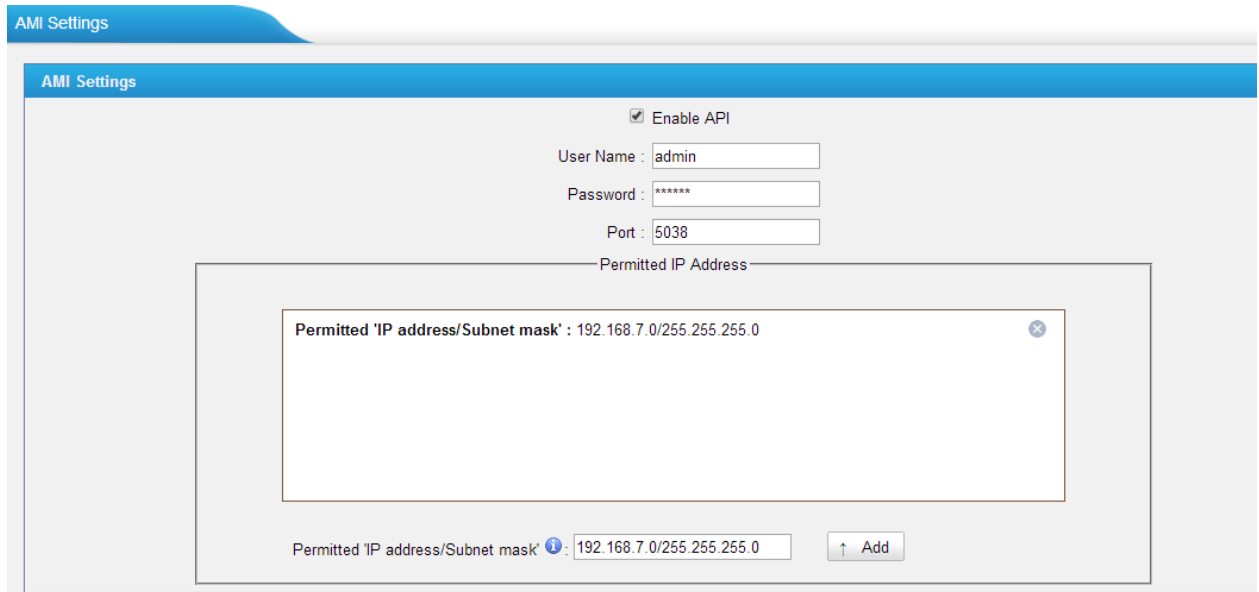 AMI Settings
AMI Settings
Enable API
User Name : admin
Password : ******
Port : 5038
Permitted IP Address
Permitted 'IP address/Subnet mask' : 192.168.7.0/255.255.255.0
Permitted 'IP address/Subnet mask' : 192.168.7.0/255.255.255.0 ↑ Add